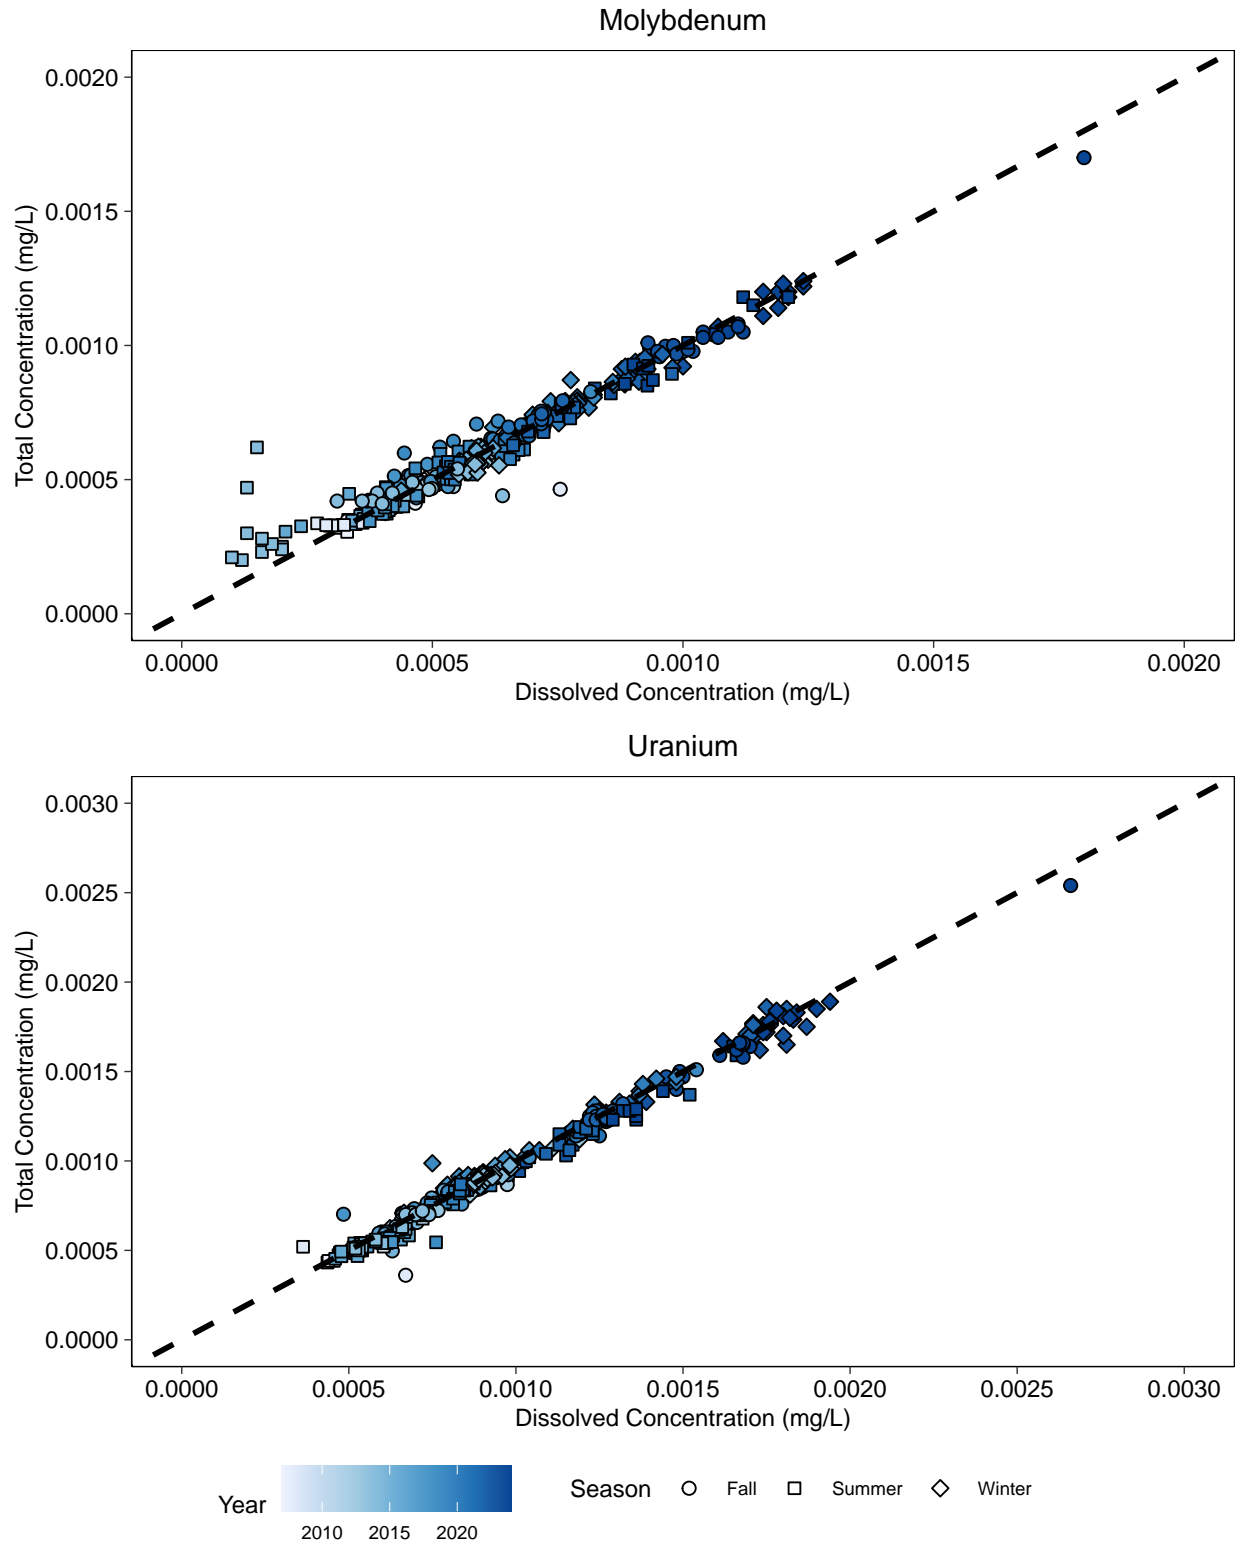 Molybdenum
0.0020
0.0015
0.0010
0.0005
0.0000
Total Concentration (mg/L)
0.0000 0.0005 0.0010 0.0015 0.0020
Dissolved Concentration (mg/L)
Uranium
0.0030
0.0025
0.0020
0.0015
0.0010
0.0005
0.0000
Total Concentration (mg/L)
0.0000 0.0005 0.0010 0.0015 0.0020 0.0025 0.0030
Dissolved Concentration (mg/L)
Year
2010 2015 2020
Season Fall Summer Winter